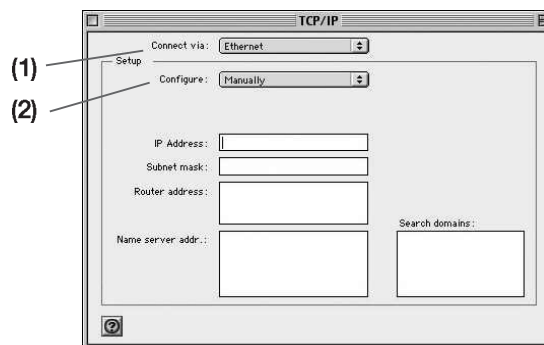 TCP/IP
(1)
Connect via: Ethernet
Setup
(2)
Configure: Manually
IP Address:
Subnet mask:
Router address:
Search domains:
Name server addr.:
?